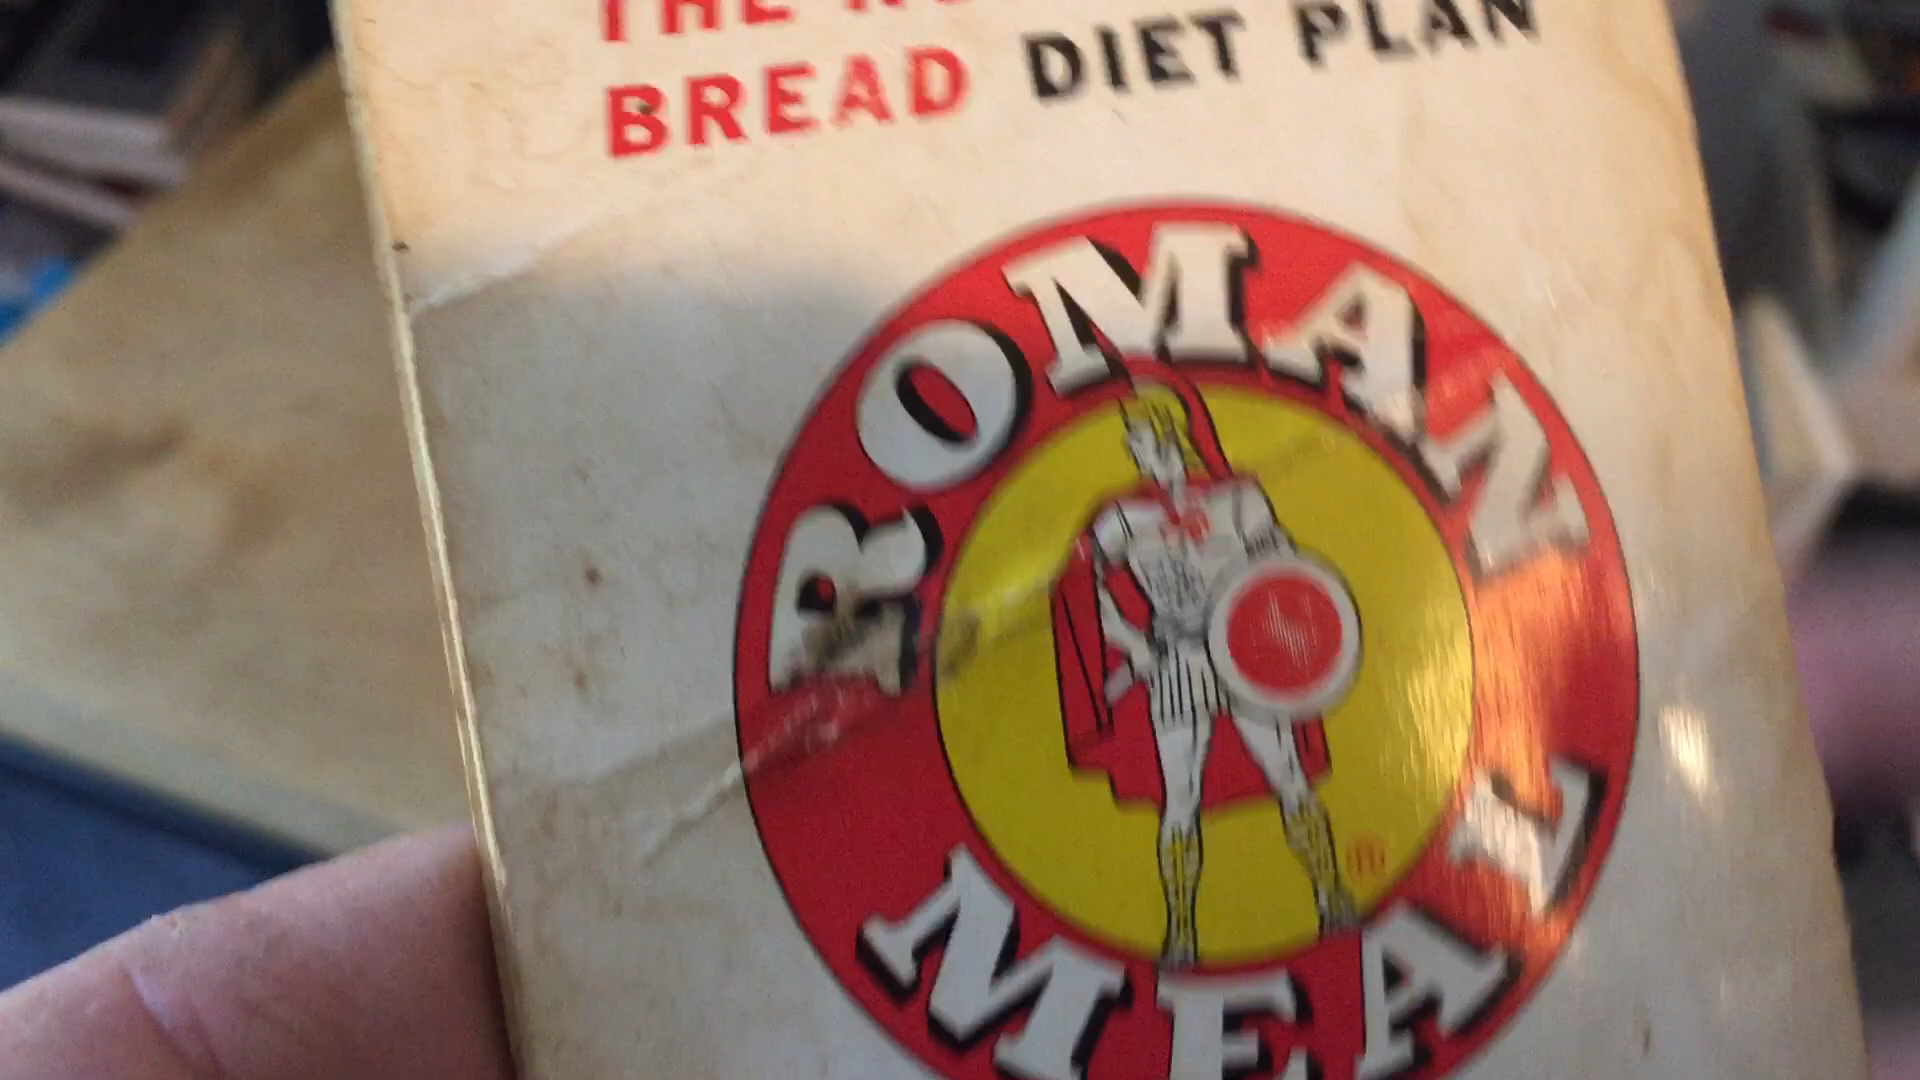 THE
BREAD DIET PLAN
ROMAN
MEAL
®